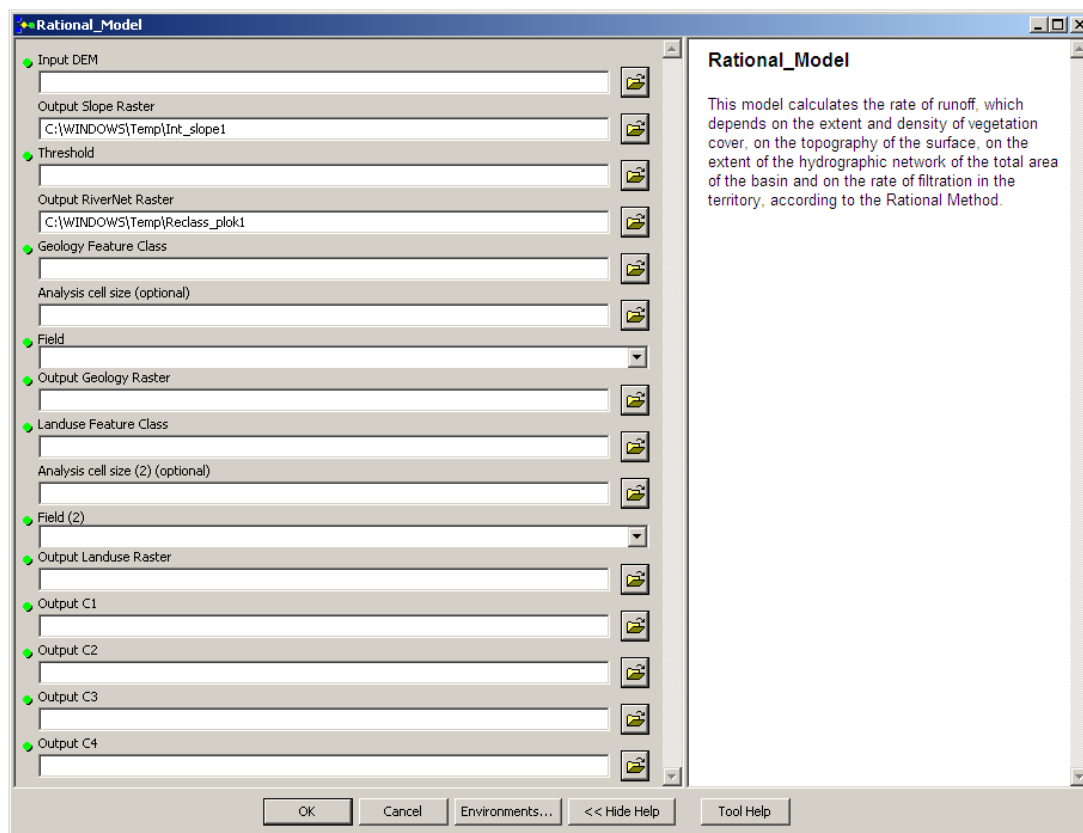 Rational_Model
Input DEM
Output Slope Raster
C:\WINDOWS\Temp\Int_slope1
Threshold
Output RiverNet Raster
C:\WINDOWS\Temp\Reclass_plok1
Geology Feature Class
Analysis cell size (optional)
Field
Output Geology Raster
Landuse Feature Class
Analysis cell size (2) (optional)
Field (2)
Output Landuse Raster
Output C1
Output C2
Output C3
Output C4
Rational_Model
This model calculates the rate of runoff, which
depends on the extent and density of vegetation
cover, on the topography of the surface, on the
extent of the hydrographic network of the total area
of the basin and on the rate of filtration in the
territory, according to the Rational Method.
OK
Cancel
Environments...
<< Hide Help
Tool Help